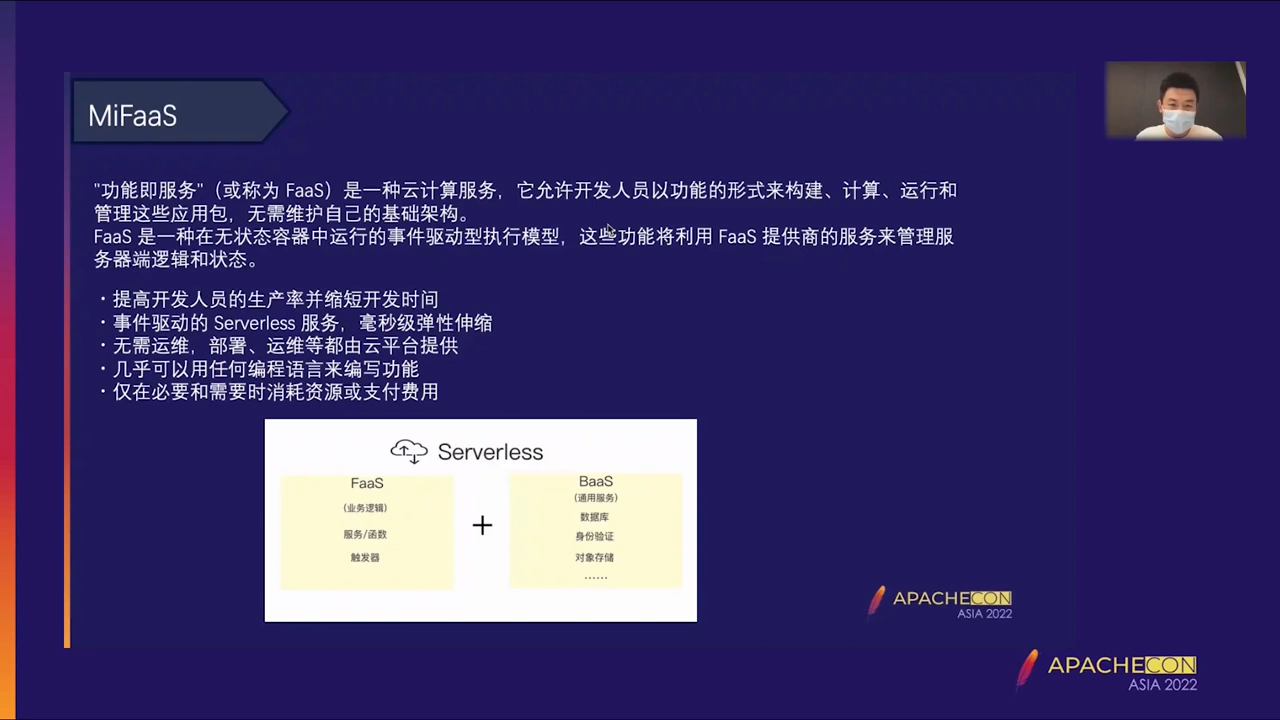 MiFaaS
"功能即服务"（或称为 FaaS）是一种云计算服务，它允许开发人员以功能的形式来构建、计算、运行和
管理这些应用包，无需维护自己的基础架构。
FaaS 是一种在无状态容器中运行的事件驱动型执行模型，这些功能将利用 FaaS 提供商的服务来管理服
务器端逻辑和状态。
·提高开发人员的生产率并缩短开发时间
·事件驱动的 Serverless 服务，毫秒级弹性伸缩
·无需运维，部署、运维等都由云平台提供
·几乎可以用任何编程语言来编写功能
·仅在必要和需要时消耗资源或支付费用
Serverless
FaaS
(业务逻辑)
服务/函数
触发器
+
BaaS
(通用服务)
数据库
身份验证
对象存储
......
APACHECON
ASIA 2022
APACHECON
ASIA 2022